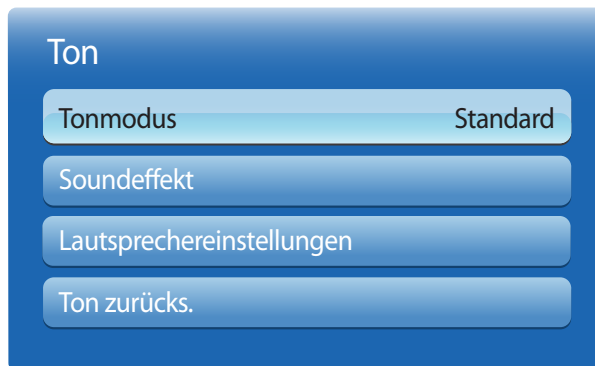 Ton
Tonmodus Standard
Soundeffekt
Lautsprechereinstellungen
Ton zurücks.